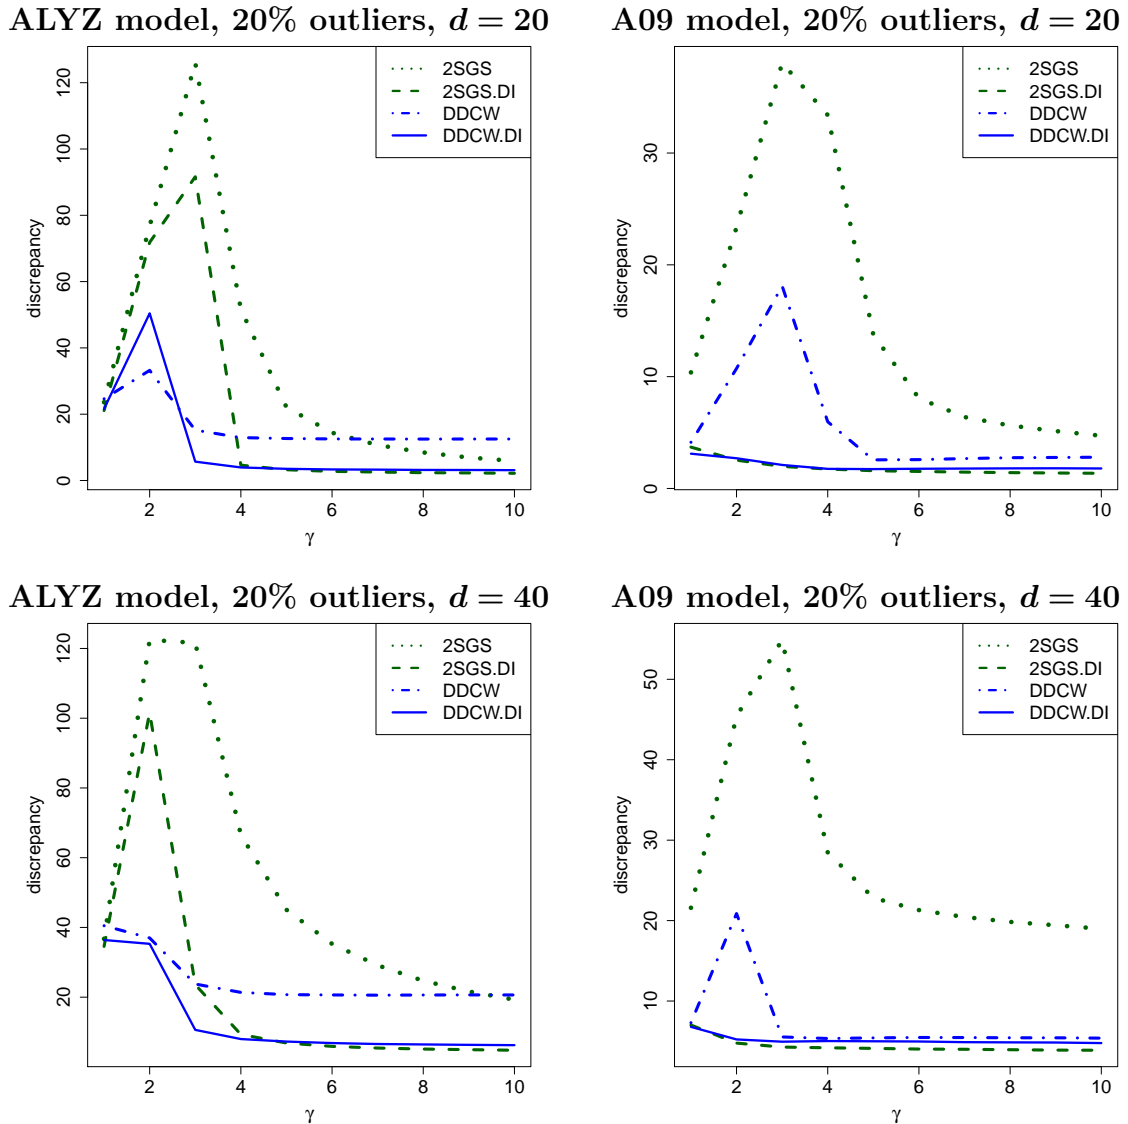 ALYZ model, 20% outliers, d = 20
2SGS
2SGS.DI
DDCW
DDCW.DI
discrepancy
0 20 40 60 80 100 120
2 4 6 8 10
γ
A09 model, 20% outliers, d = 20
2SGS
2SGS.DI
DDCW
DDCW.DI
discrepancy
0 10 20 30
2 4 6 8 10
γ
ALYZ model, 20% outliers, d = 40
2SGS
2SGS.DI
DDCW
DDCW.DI
discrepancy
20 40 60 80 100 120
2 4 6 8 10
γ
A09 model, 20% outliers, d = 40
2SGS
2SGS.DI
DDCW
DDCW.DI
discrepancy
10 20 30 40 50
2 4 6 8 10
γ